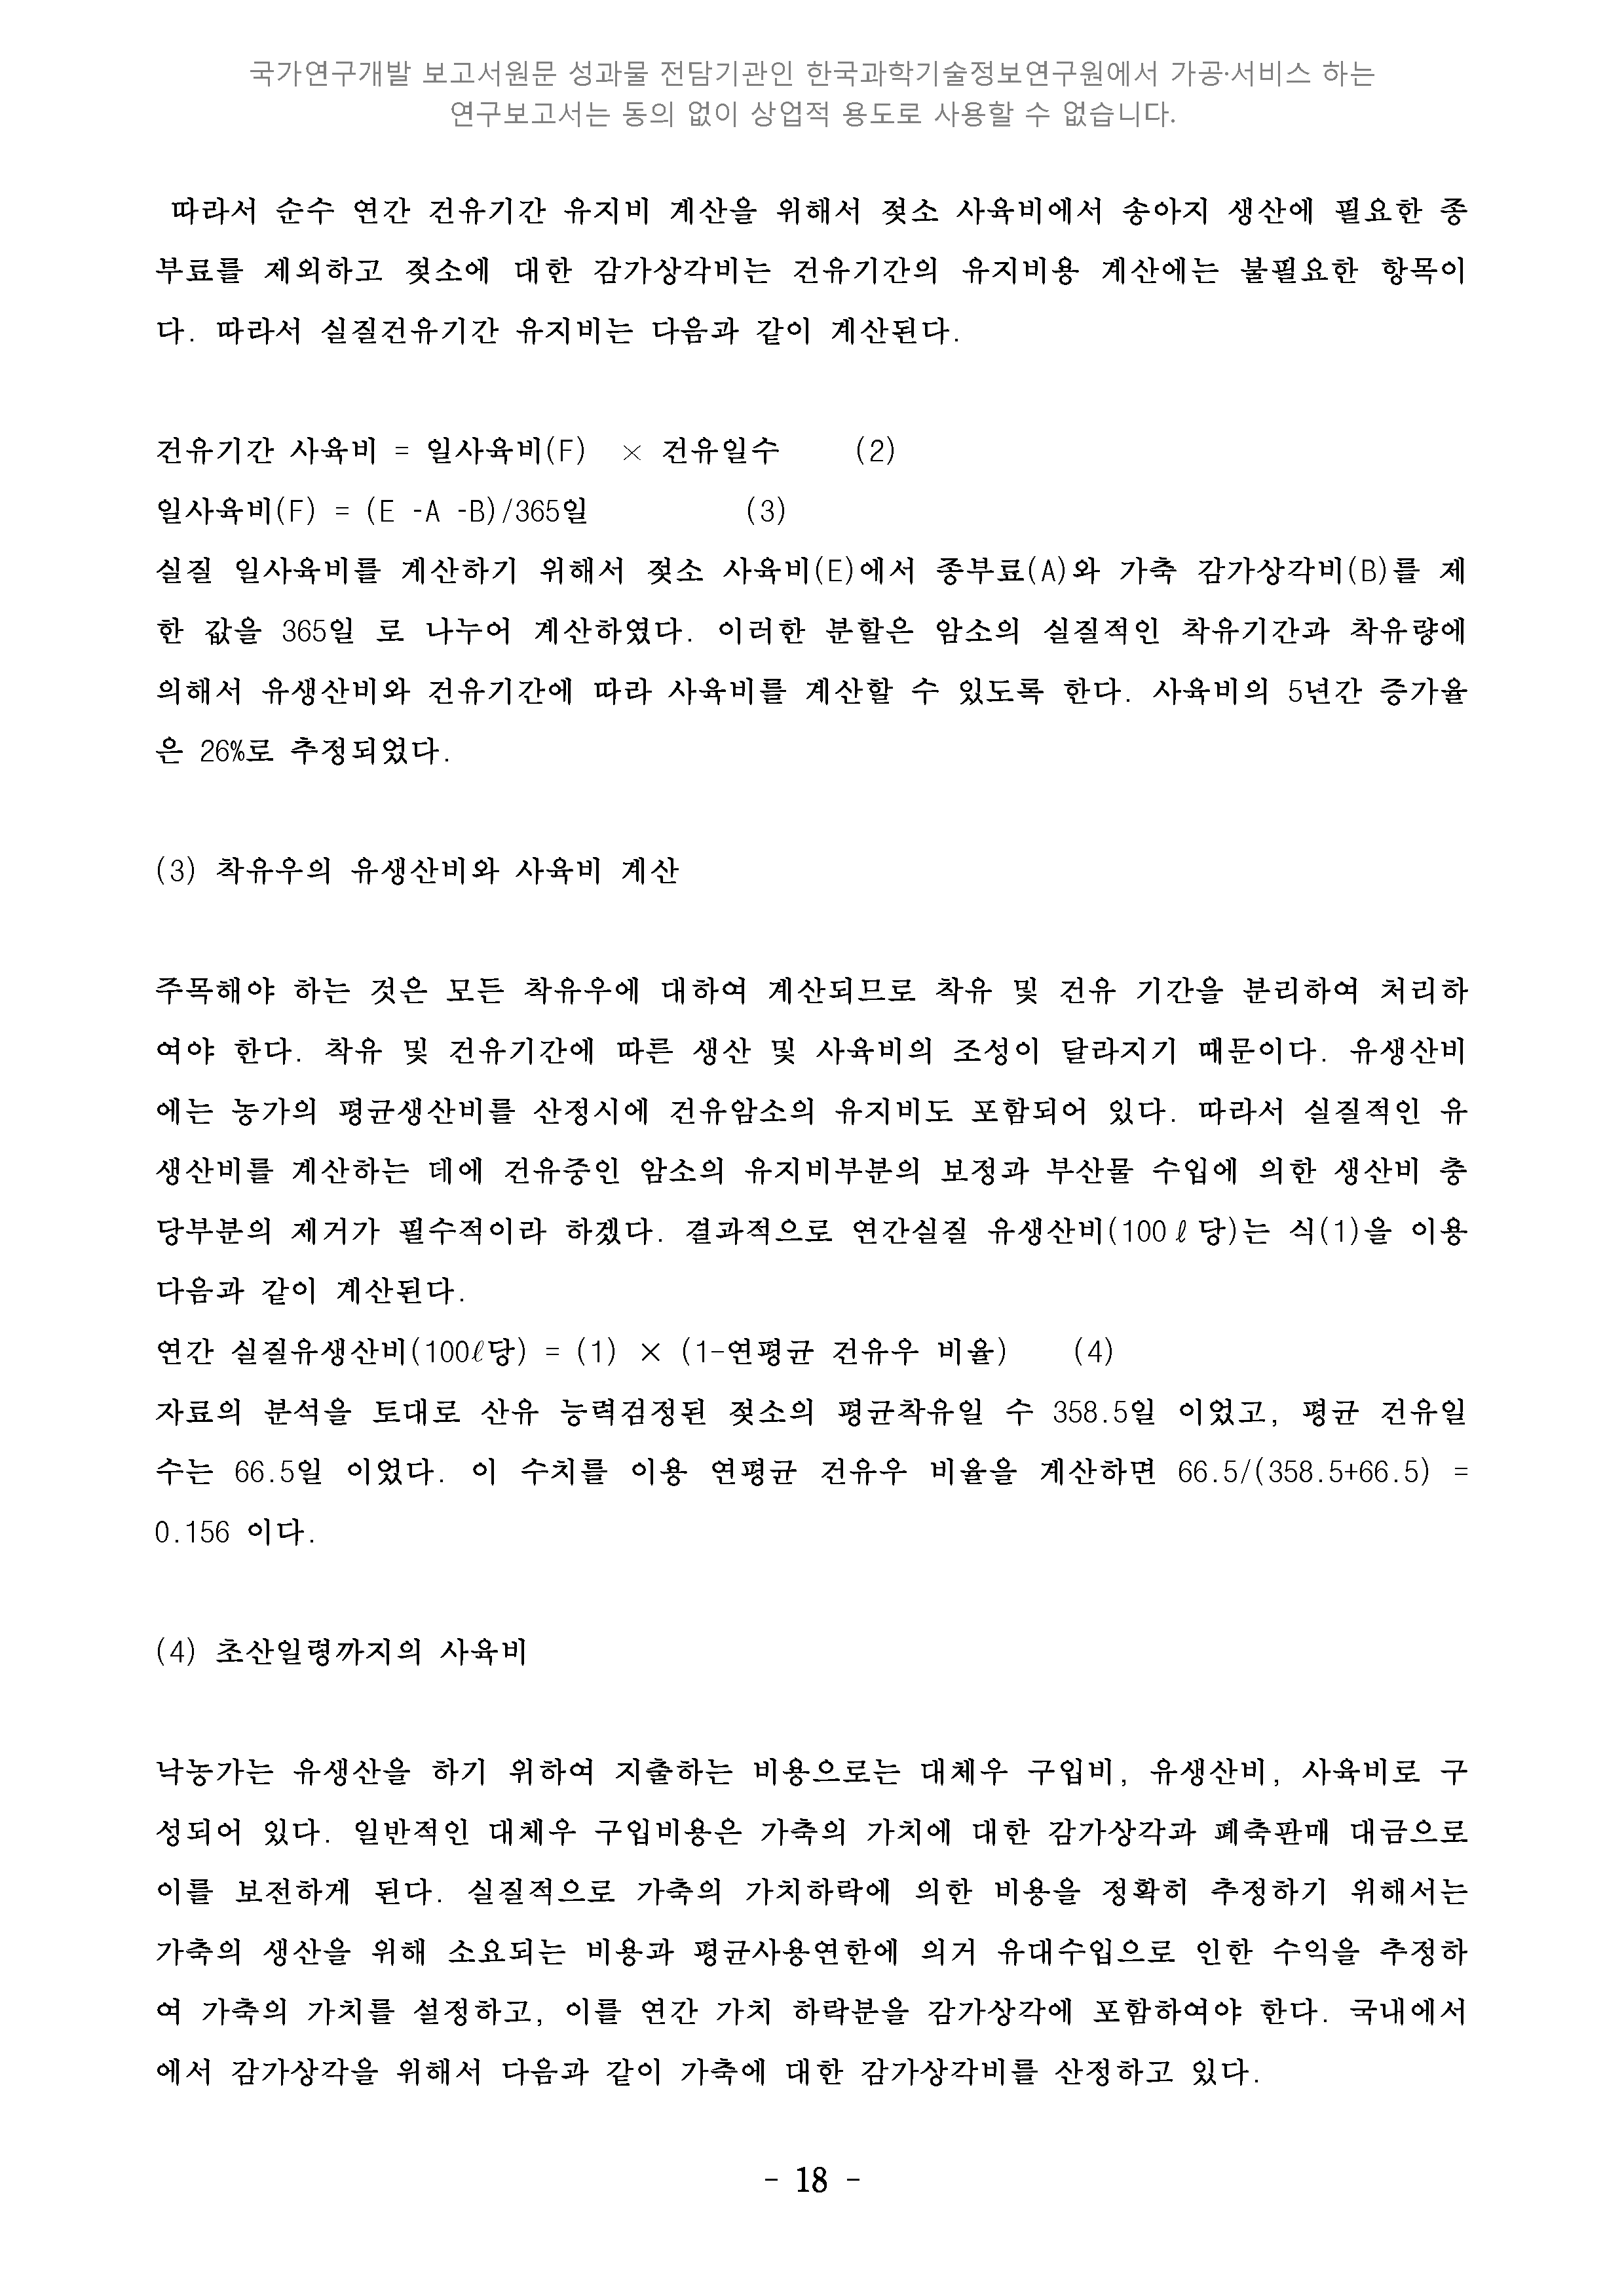 국가연구개발 보고서원문 성과물 전담기관인 한국과학기술정보연구원에서 가공·서비스 하는
연구보고서는 동의 없이 상업적 용도로 사용할 수 없습니다.
따라서 순수 연간 건유기간 유지비 계산을 위해서 젖소 사육비에서 송아지 생산에 필요한 종
부료를 제외하고 젖소에 대한 감가상각비는 건유기간의 유지비용 계산에는 불필요한 항목이
다. 따라서 실질건유기간 유지비는 다음과 같이 계산된다.
건유기간 사육비 = 일사육비(F) × 건유일수 (2)
일사육비(F) = (E -A -B)/365일 (3)
실질 일사육비를 계산하기 위해서 젖소 사육비(E)에서 종부료(A)와 가축 감가상각비(B)를 제
한 값을 365일 로 나누어 계산하였다. 이러한 분할은 암소의 실질적인 착유기간과 착유량에
의해서 유생산비와 건유기간에 따라 사육비를 계산할 수 있도록 한다. 사육비의 5년간 증가율
은 26%로 추정되었다.
(3) 착유우의 유생산비와 사육비 계산
주목해야 하는 것은 모든 착유우에 대하여 계산되므로 착유 및 건유 기간을 분리하여 처리하
여야 한다. 착유 및 건유기간에 따른 생산 및 사육비의 조성이 달라지기 때문이다. 유생산비
에는 농가의 평균생산비를 산정시에 건유암소의 유지비도 포함되어 있다. 따라서 실질적인 유
생산비를 계산하는 데에 건유중인 암소의 유지비부분의 보정과 부산물 수입에 의한 생산비 충
당부분의 제거가 필수적이라 하겠다. 결과적으로 연간실질 유생산비(100ℓ당)는 식(1)을 이용
다음과 같이 계산된다.
연간 실질유생산비(100ℓ당) = (1) × (1-연평균 건유우 비율) (4)
자료의 분석을 토대로 산유 능력검정된 젖소의 평균착유일 수 358.5일 이었고, 평균 건유일
수는 66.5일 이었다. 이 수치를 이용 연평균 건유우 비율을 계산하면 66.5/(358.5+66.5) =
0.156 이다.
(4) 초산일령까지의 사육비
낙농가는 유생산을 하기 위하여 지출하는 비용으로는 대체우 구입비, 유생산비, 사육비로 구
성되어 있다. 일반적인 대체우 구입비용은 가축의 가치에 대한 감가상각과 폐축판매 대금으로
이를 보전하게 된다. 실질적으로 가축의 가치하락에 의한 비용을 정확히 추정하기 위해서는
가축의 생산을 위해 소요되는 비용과 평균사용연한에 의거 유대수입으로 인한 수익을 추정하
여 가축의 가치를 설정하고, 이를 연간 가치 하락분을 감가상각에 포함하여야 한다. 국내에서
에서 감가상각을 위해서 다음과 같이 가축에 대한 감가상각비를 산정하고 있다.
- 18 -